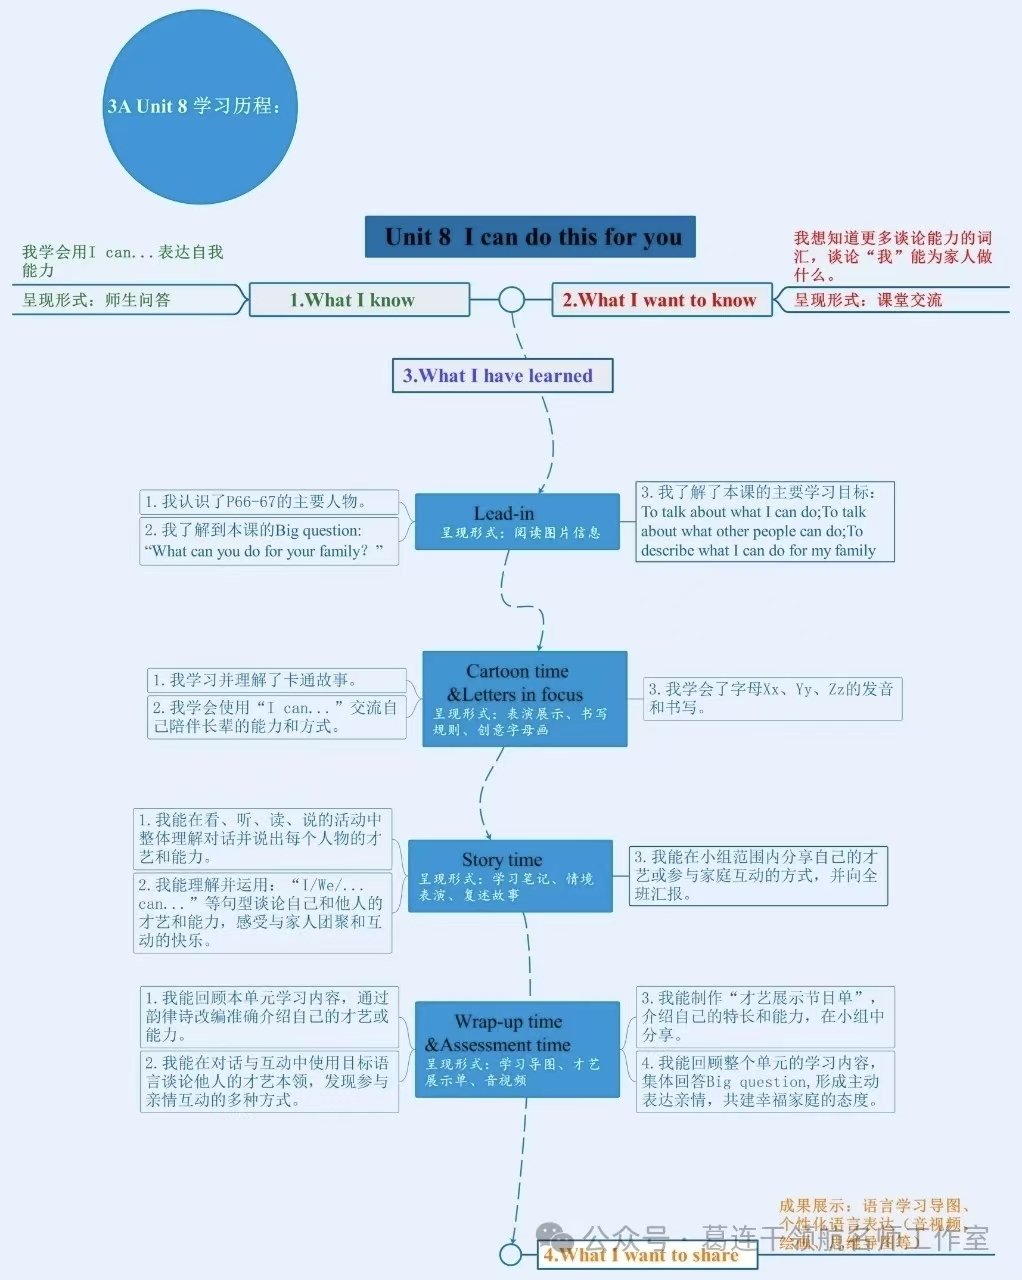 3A Unit 8 学习历程：
Unit 8  I can do this for you
我学会用I can...表达自我
能力
呈现形式：师生问答
1.What I know
2.What I want to know
我想知道更多谈论能力的词
汇，谈论“我”能为家人做
什么。
呈现形式：课堂交流
3.What I have learned
1.我认识了P66-67的主要人物。
2.我了解到本课的Big question:
“What can you do for your family？”
Lead-in
呈现形式：阅读图片信息
3.我了解了本课的主要学习目标：
To talk about what I can do;To talk
about what other people can do;To
describe what I can do for my family
1.我学习并理解了卡通故事。
2.我学会使用“I can...”交流自
己陪伴长辈的能力和方式。
Cartoon time
&Letters in focus
呈现形式：表演展示、书写
规则、创意字母画
3.我学会了字母Xx、Yy、Zz的发音
和书写。
1.我能在看、听、读、说的活动中
整体理解对话并说出每个人物的才
艺和能力。
2.我能理解并运用：“I/We/...
can...”等句型谈论自己和他人的
才艺和能力，感受与家人团聚和互
动的快乐。
Story time
呈现形式：学习笔记、情境
表演、复述故事
3.我能在小组范围内分享自己的才
艺或参与家庭互动的方式，并向全
班汇报。
1.我能回顾本单元学习内容，通过
韵律诗改编准确介绍自己的才艺或
能力。
2.我能在对话与互动中使用目标语
言谈论他人的才艺本领，发现参与
亲情互动的多种方式。
Wrap-up time
&Assessment time
呈现形式：学习导图、才艺
展示单、音视频
3.我能制作“才艺展示节目单”，
介绍自己的特长和能力，在小组中
分享。
4.我能回顾整个单元的学习内容，
集体回答Big question,形成主动
表达亲情，共建幸福家庭的态度。
4.What I want to share
成果展示：语言学习导图、
个性化语言表达（音视频、
绘画、思维导图等）
公众号·葛连干领航名师工作室